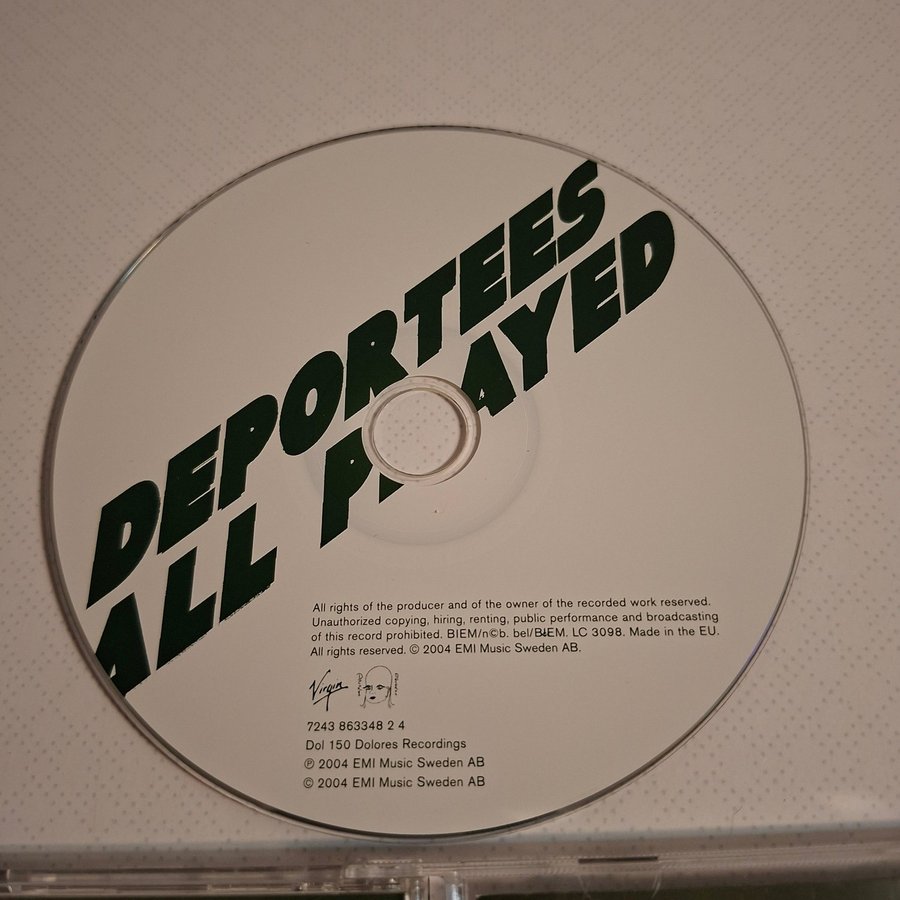 DEPORTEES
ALL PLAYED
All rights of the producer and of the owner of the recorded work reserved.
Unauthorized copying, hiring, renting, public performance and broadcasting
of this record prohibited. BIEM/n©b. bel/BIEM. LC 3098. Made in the EU.
All rights reserved. © 2004 EMI Music Sweden AB.
Virgin
7243 863348 2 4
Dol 150 Dolores Recordings
℗ 2004 EMI Music Sweden AB
© 2004 EMI Music Sweden AB